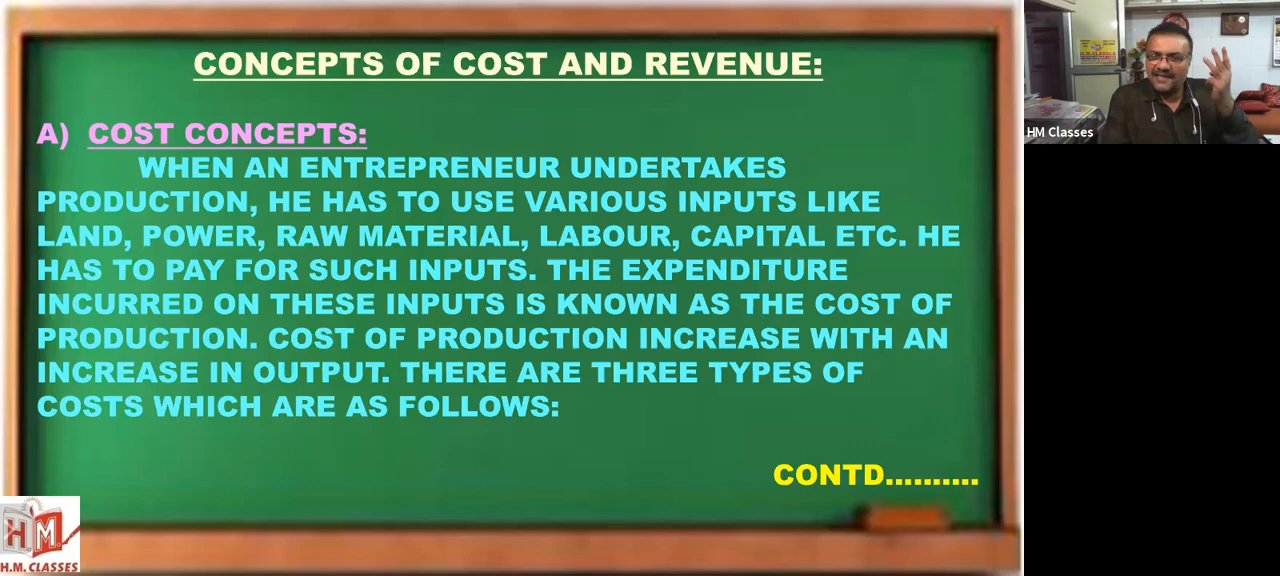 CONCEPTS OF COST AND REVENUE:
A) COST CONCEPTS:
WHEN AN ENTREPRENEUR UNDERTAKES
PRODUCTION, HE HAS TO USE VARIOUS INPUTS LIKE
LAND, POWER, RAW MATERIAL, LABOUR, CAPITAL ETC. HE
HAS TO PAY FOR SUCH INPUTS. THE EXPENDITURE
INCURRED ON THESE INPUTS IS KNOWN AS THE COST OF
PRODUCTION. COST OF PRODUCTION INCREASE WITH AN
INCREASE IN OUTPUT. THERE ARE THREE TYPES OF
COSTS WHICH ARE AS FOLLOWS:
CONTD..........
H.M.
H.M. CLASSES
HM Classes